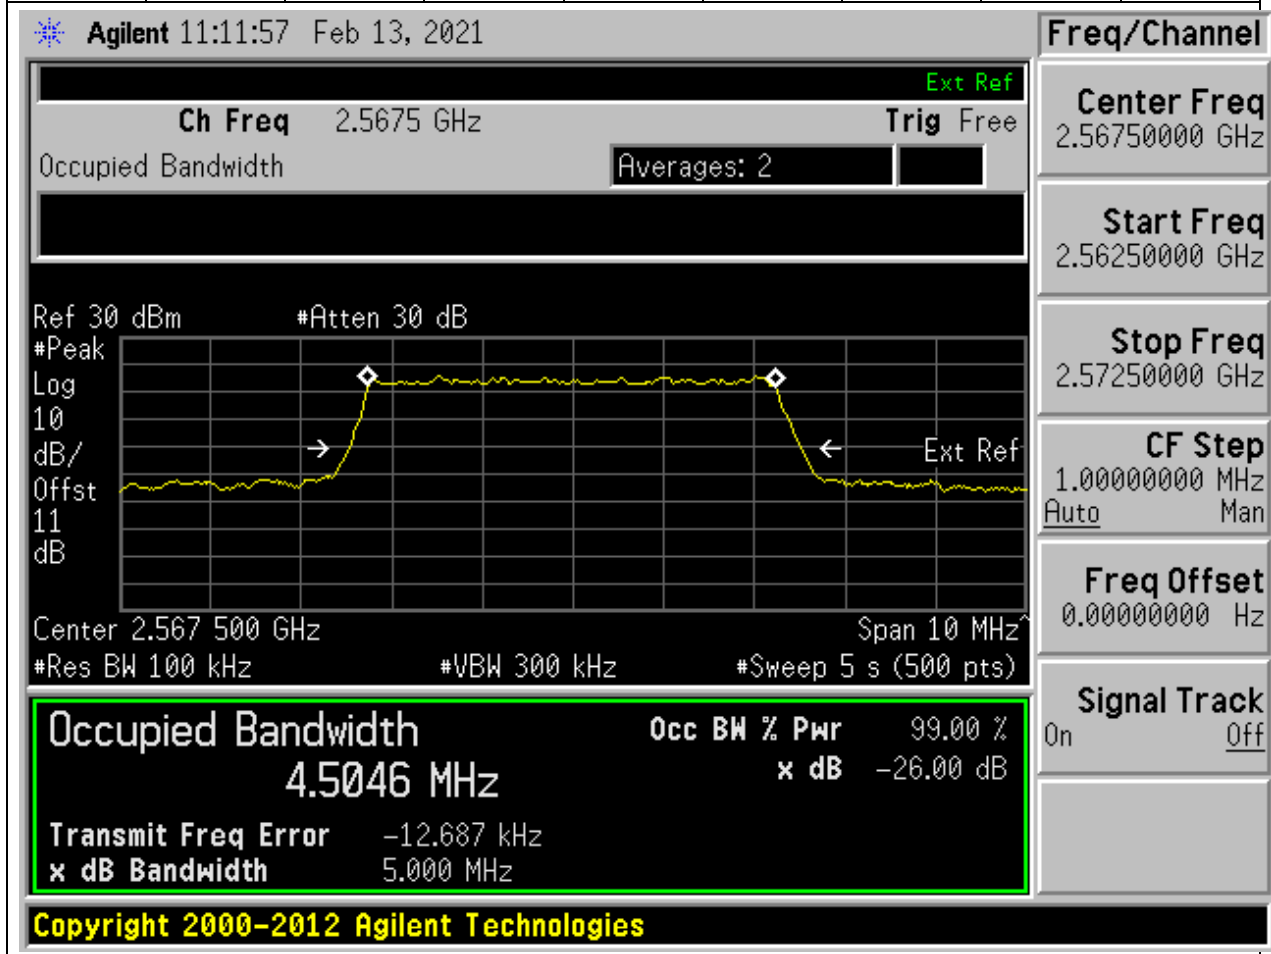 Agilent 11:11:57 Feb 13, 2021
Freq/Channel
Ext Ref
Ch Freq 2.5675 GHz Trig Free
Occupied Bandwidth Averages: 2
Center Freq
2.56750000 GHz
Start Freq
2.56250000 GHz
Stop Freq
2.57250000 GHz
CF Step
1.00000000 MHz
Auto Man
Freq Offset
0.00000000 Hz
Signal Track
On Off
Ref 30 dBm #Atten 30 dB
#Peak
Log
10
dB/
Offst
11
dB
Ext Ref
Center 2.567 500 GHz Span 10 MHz^
#Res BW 100 kHz #VBW 300 kHz #Sweep 5 s (500 pts)
Occupied Bandwidth Occ BW % Pwr 99.00 %
4.5046 MHz x dB -26.00 dB
Transmit Freq Error -12.687 kHz
x dB Bandwidth 5.000 MHz
Copyright 2000-2012 Agilent Technologies